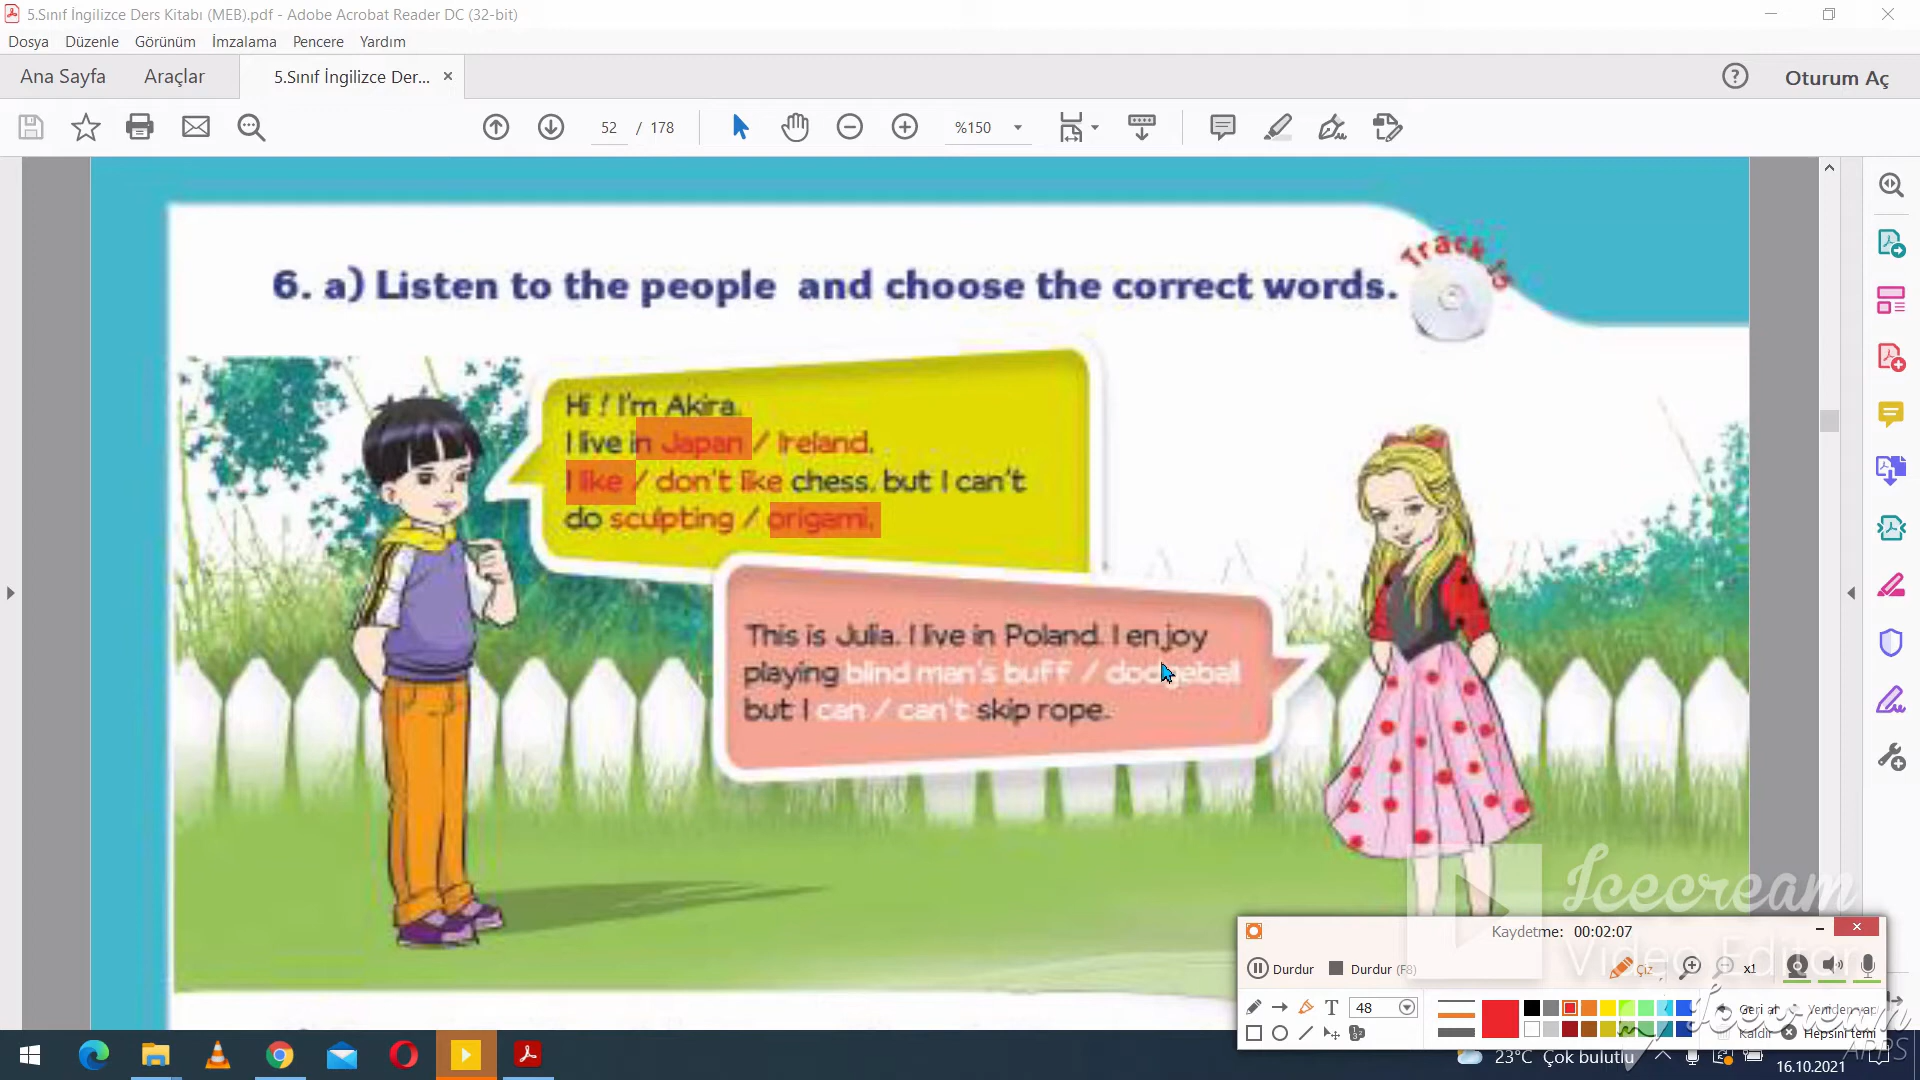 5.Sınıf İngilizce Ders Kitabı (MEB).pdf - Adobe Acrobat Reader DC (32-bit)
Dosya Düzenle Görünüm İmzalama Pencere Yardım
Ana Sayfa Araçlar 5.Sınıf İngilizce Der... × Oturum Aç
52 / 178 %150
6. a) Listen to the people and choose the correct words.
Track
Hi ! I'm Akira.
I live in Japan / Ireland.
I like / don't like chess, but I can't
do sculpting / origami.
This is Julia. I live in Poland. I enjoy
playing blind man's buff / dodgeball
but I can / can't skip rope.
Icecream
Video Editor
Kaydetme: 00:02:07
Durdur Durdur (F8) Çiz x1
T 48
Geri al Yeniden yap
Kaldır Hepsini temi
Icecream
APPS
23°C Çok bulutlu
16.10.2021